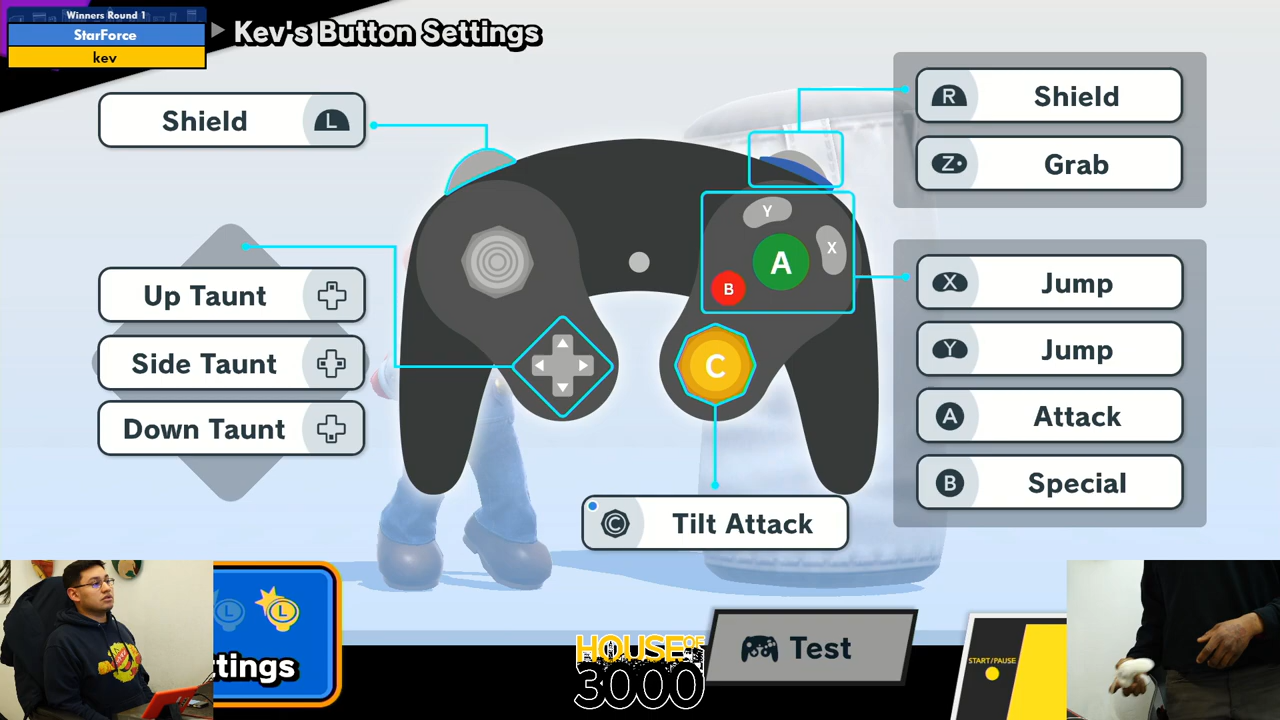 Winners Round 1
StarForce
kev
Kev's Button Settings
Shield L
R Shield
Z Grab
Y
X
A
B
C
Up Taunt
Side Taunt
Down Taunt
X Jump
Y Jump
A Attack
B Special
C Tilt Attack
L L
ttings
HOUSE OF
3000
Test
START/PAUSE